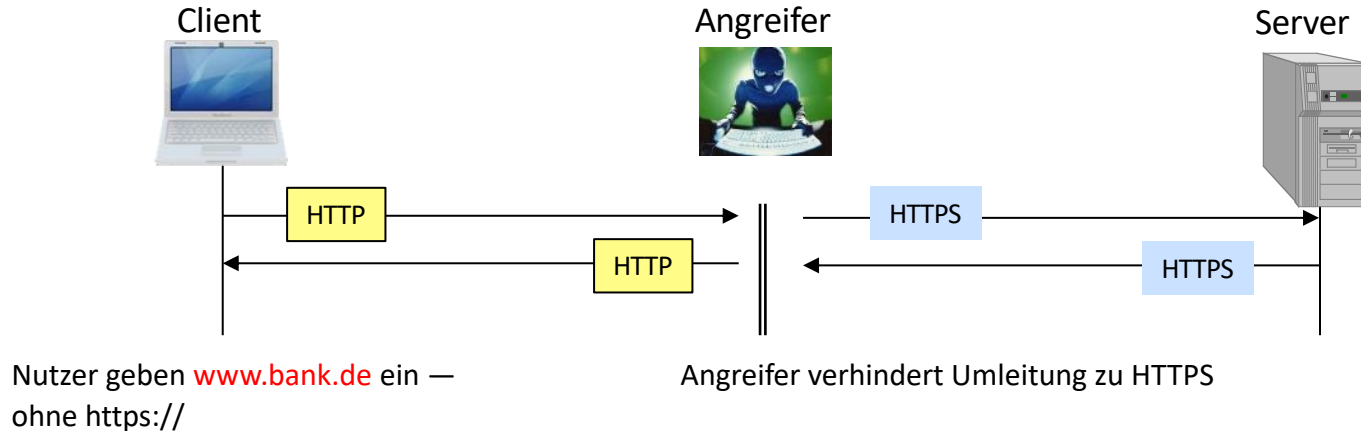 Client
Angreifer
Server
HTTP
HTTPS
HTTP
HTTPS
Nutzer geben www.bank.de ein —
ohne https://
Angreifer verhindert Umleitung zu HTTPS